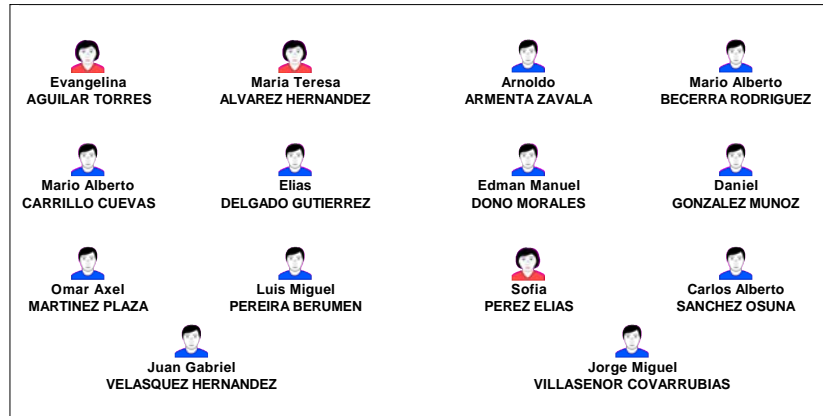 Evangelina
AGUILAR TORRES
Maria Teresa
ALVAREZ HERNANDEZ
Arnoldo
ARMENTA ZAVALA
Mario Alberto
BECERRA RODRIGUEZ
Mario Alberto
CARRILLO CUEVAS
Elias
DELGADO GUTIERREZ
Edman Manuel
DONO MORALES
Daniel
GONZALEZ MUNOZ
Omar Axel
MARTINEZ PLAZA
Luis Miguel
PEREIRA BERUMEN
Sofia
PEREZ ELIAS
Carlos Alberto
SANCHEZ OSUNA
Juan Gabriel
VELASQUEZ HERNANDEZ
Jorge Miguel
VILLASENOR COVARRUBIAS